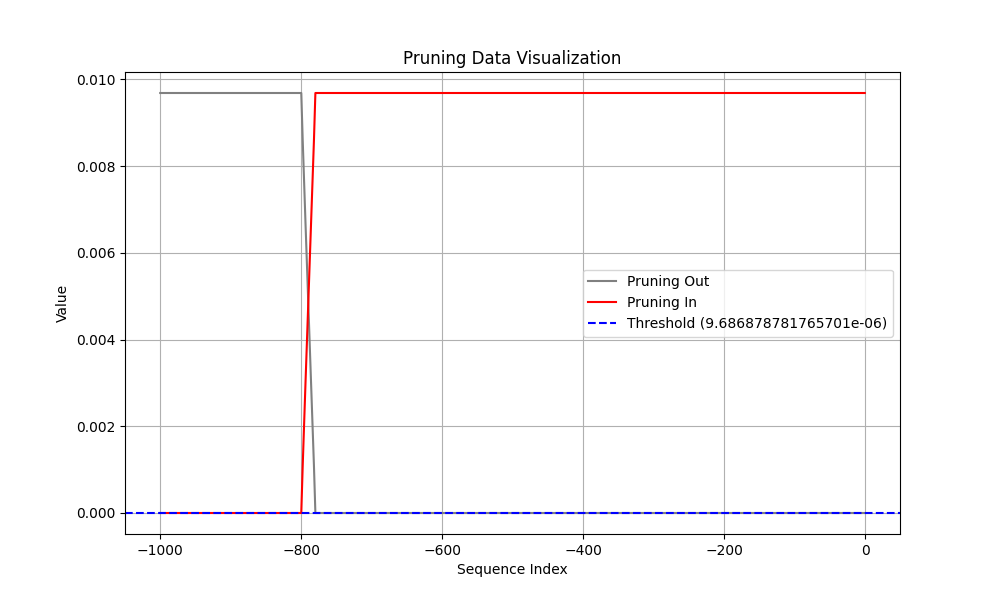 Pruning Data Visualization
0.010
0.008
0.006
0.004
0.002
0.000
Value
Pruning Out
Pruning In
Threshold (9.686878781765701e-06)
−1000 −800 −600 −400 −200 0
Sequence Index